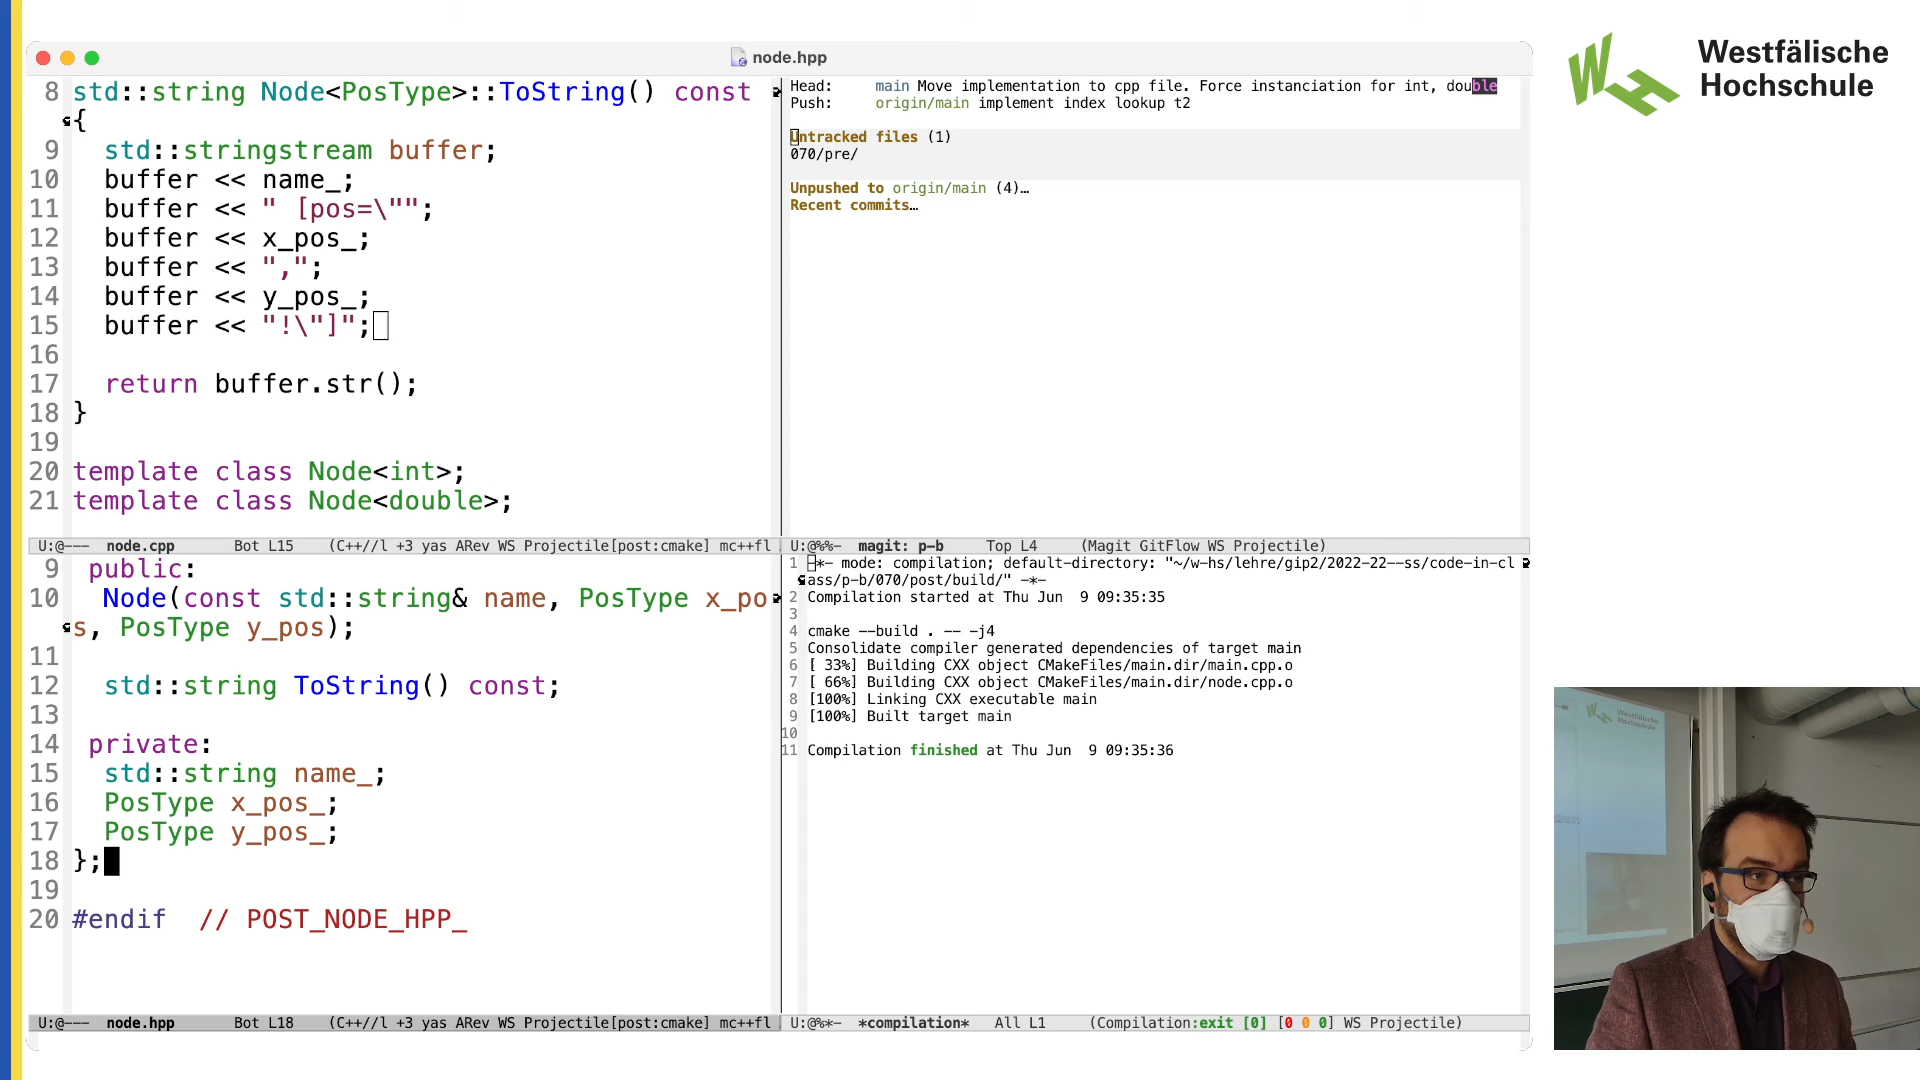 node.hpp
Westfälische
Hochschule
8 std::string Node<PosType>::ToString() const
{
9 std::stringstream buffer;
10 buffer << name_;
11 buffer << " [pos=\"";
12 buffer << x_pos_;
13 buffer << ",";
14 buffer << y_pos_;
15 buffer << "!\"]";
16
17 return buffer.str();
18 }
19
20 template class Node<int>;
21 template class Node<double>;
U:@--- node.cpp Bot L15 (C++//l +3 yas ARev WS Projectile[post:cmake] mc++fl
9 public:
10 Node(const std::string& name, PosType x_po
s, PosType y_pos);
11
12 std::string ToString() const;
13
14 private:
15 std::string name_;
16 PosType x_pos_;
17 PosType y_pos_;
18 };
19
20 #endif // POST_NODE_HPP_
U:@--- node.hpp Bot L18 (C++//l +3 yas ARev WS Projectile[post:cmake] mc++fl
Head: main Move implementation to cpp file. Force instanciation for int, double
Push: origin/main implement index lookup t2
Untracked files (1)
070/pre/
Unpushed to origin/main (4)…
Recent commits…
U:@%%- magit: p-b Top L4 (Magit GitFlow WS Projectile)
1 -*- mode: compilation; default-directory: "~/w-hs/lehre/gip2/2022-22--ss/code-in-cl
ass/p-b/070/post/build/" -*-
2 Compilation started at Thu Jun 9 09:35:35
3
4 cmake --build . -- -j4
5 Consolidate compiler generated dependencies of target main
6 [ 33%] Building CXX object CMakeFiles/main.dir/main.cpp.o
7 [ 66%] Building CXX object CMakeFiles/main.dir/node.cpp.o
8 [100%] Linking CXX executable main
9 [100%] Built target main
10
11 Compilation finished at Thu Jun 9 09:35:36
U:@%*- *compilation* All L1 (Compilation:exit [0] [0 0 0] WS Projectile)
Westfälische
Hochschule